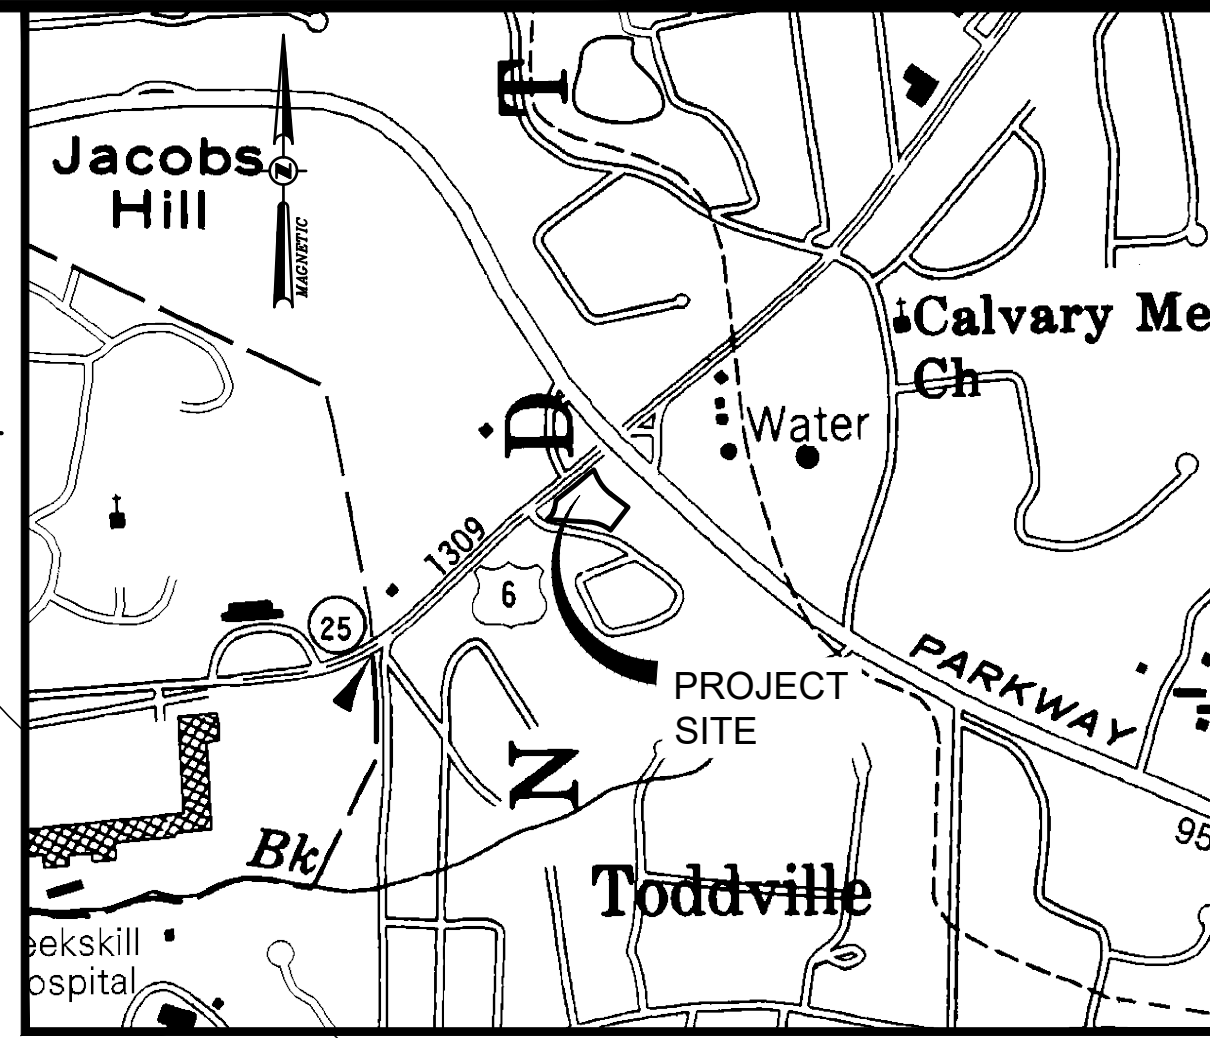 T
E
Jacobs
Hill
N
MAGNETIC
Calvary Me
Ch
D
Water
1309
6
25
PROJECT
SITE
PARKWAY
N
95
Bk
Toddville
eekskill
ospital